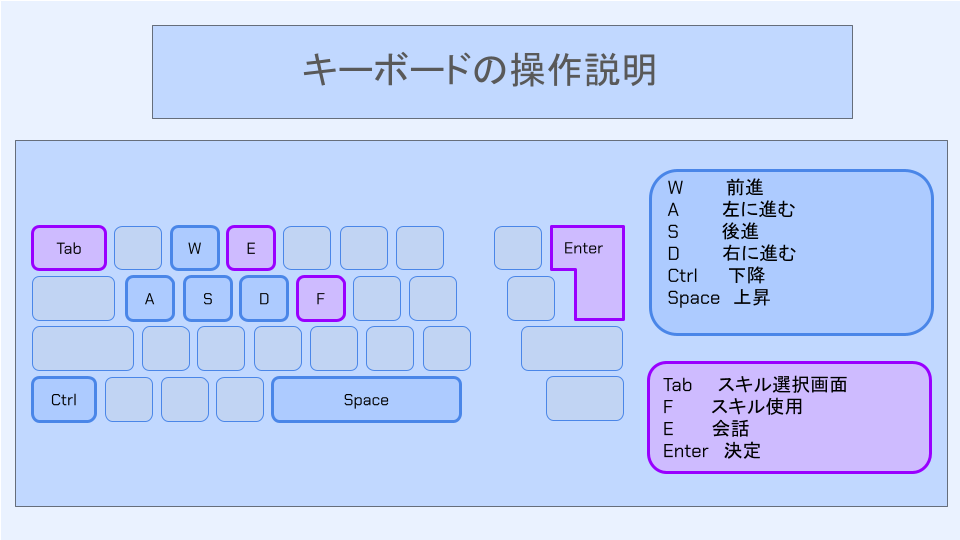 キーボードの操作説明
Tab W E Enter
A S D F
Ctrl Space
W 前進
A 左に進む
S 後進
D 右に進む
Ctrl 下降
Space 上昇
Tab スキル選択画面
F スキル使用
E 会話
Enter 決定